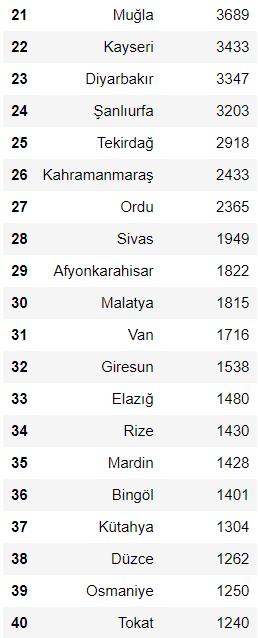 21 Muğla 3689
22 Kayseri 3433
23 Diyarbakır 3347
24 Şanlıurfa 3203
25 Tekirdağ 2918
26 Kahramanmaraş 2433
27 Ordu 2365
28 Sivas 1949
29 Afyonkarahisar 1822
30 Malatya 1815
31 Van 1716
32 Giresun 1538
33 Elazığ 1480
34 Rize 1430
35 Mardin 1428
36 Bingöl 1401
37 Kütahya 1304
38 Düzce 1262
39 Osmaniye 1250
40 Tokat 1240